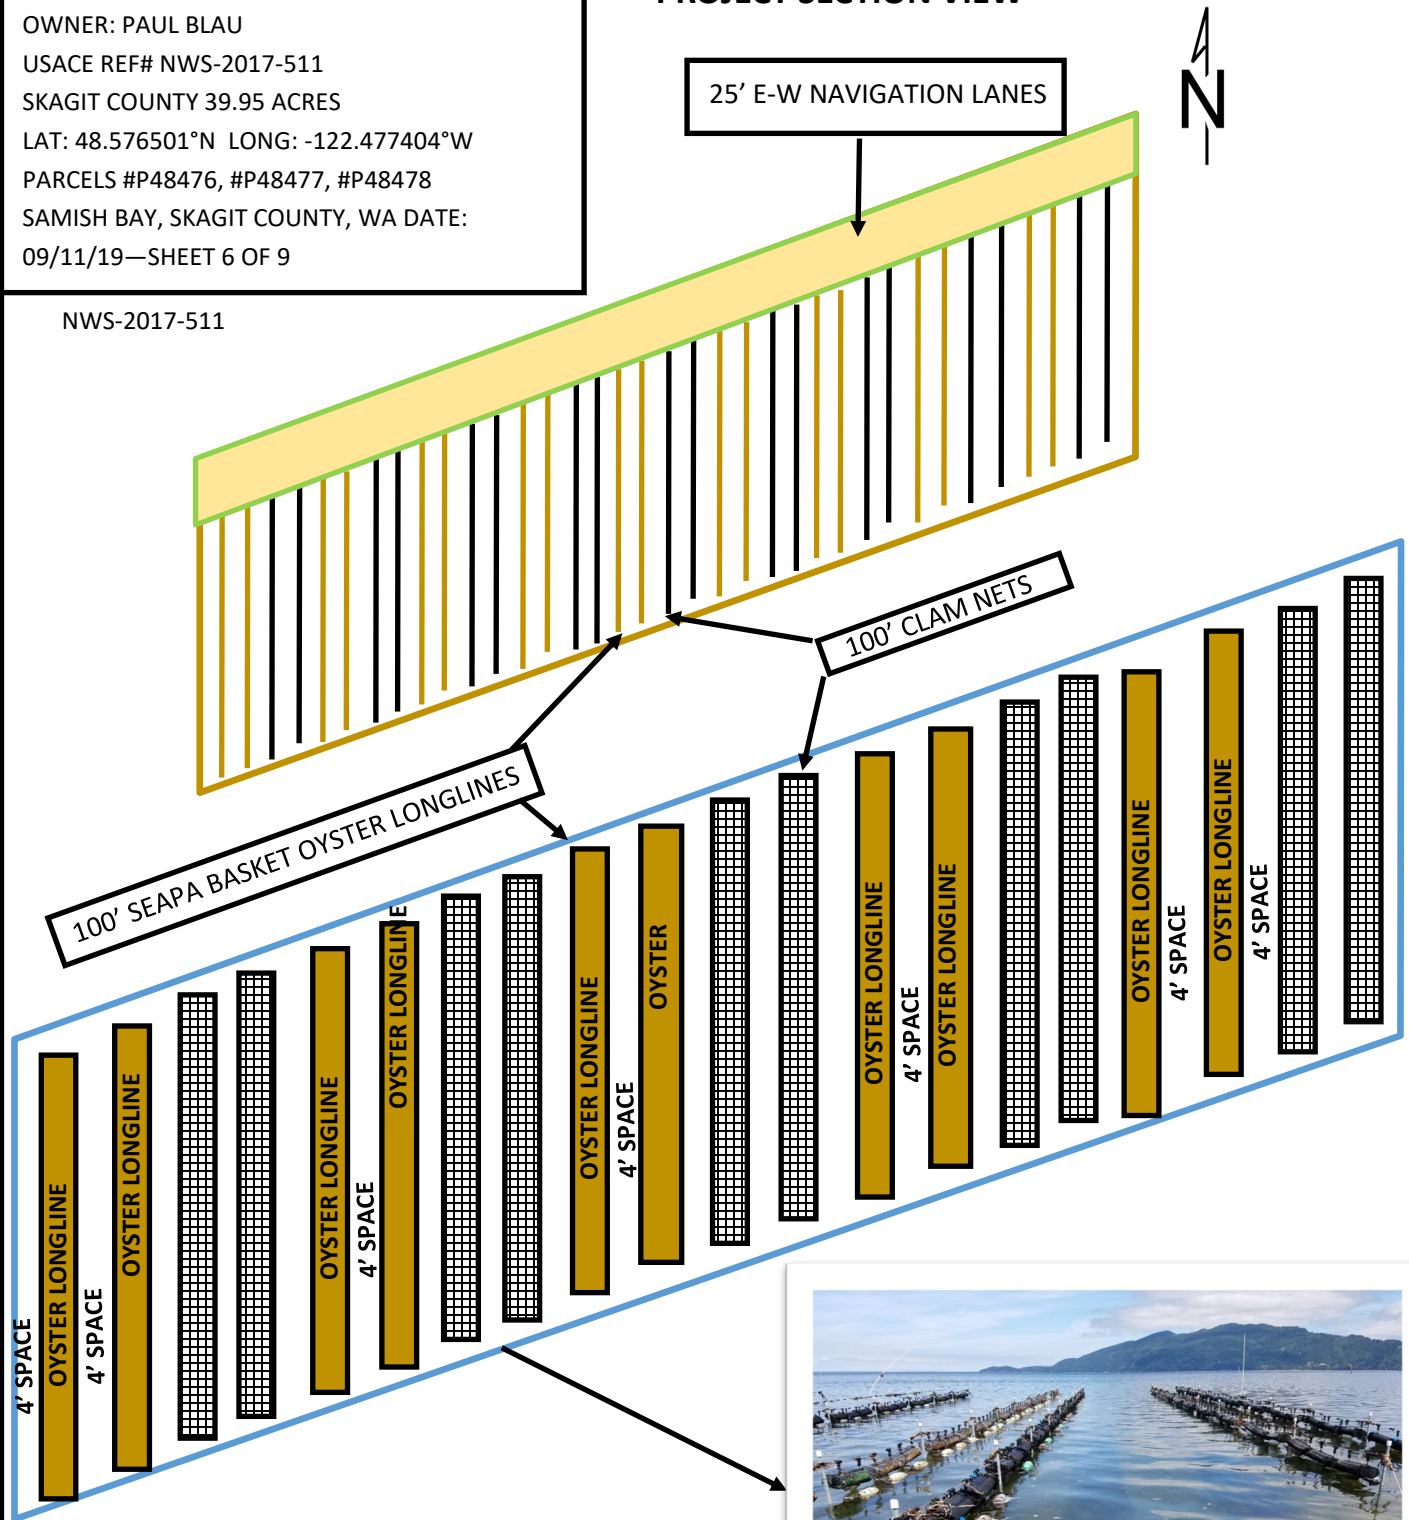 PROJECT SECTION VIEW
OWNER: PAUL BLAU
USACE REF# NWS-2017-511
SKAGIT COUNTY 39.95 ACRES
LAT: 48.576501°N LONG: -122.477404°W
PARCELS #P48476, #P48477, #P48478
SAMISH BAY, SKAGIT COUNTY, WA DATE:
09/11/19—SHEET 6 OF 9
NWS-2017-511
25’ E-W NAVIGATION LANES
N
100’ CLAM NETS
100’ SEAPA BASKET OYSTER LONGLINES
4’ SPACE
OYSTER LONGLINE
4’ SPACE
OYSTER LONGLINE
OYSTER LONGLINE
4’ SPACE
OYSTER LONGLINE
OYSTER LONGLINE
4’ SPACE
OYSTER
OYSTER LONGLINE
4’ SPACE
OYSTER LONGLINE
OYSTER LONGLINE
4’ SPACE
OYSTER LONGLINE
4’ SPACE